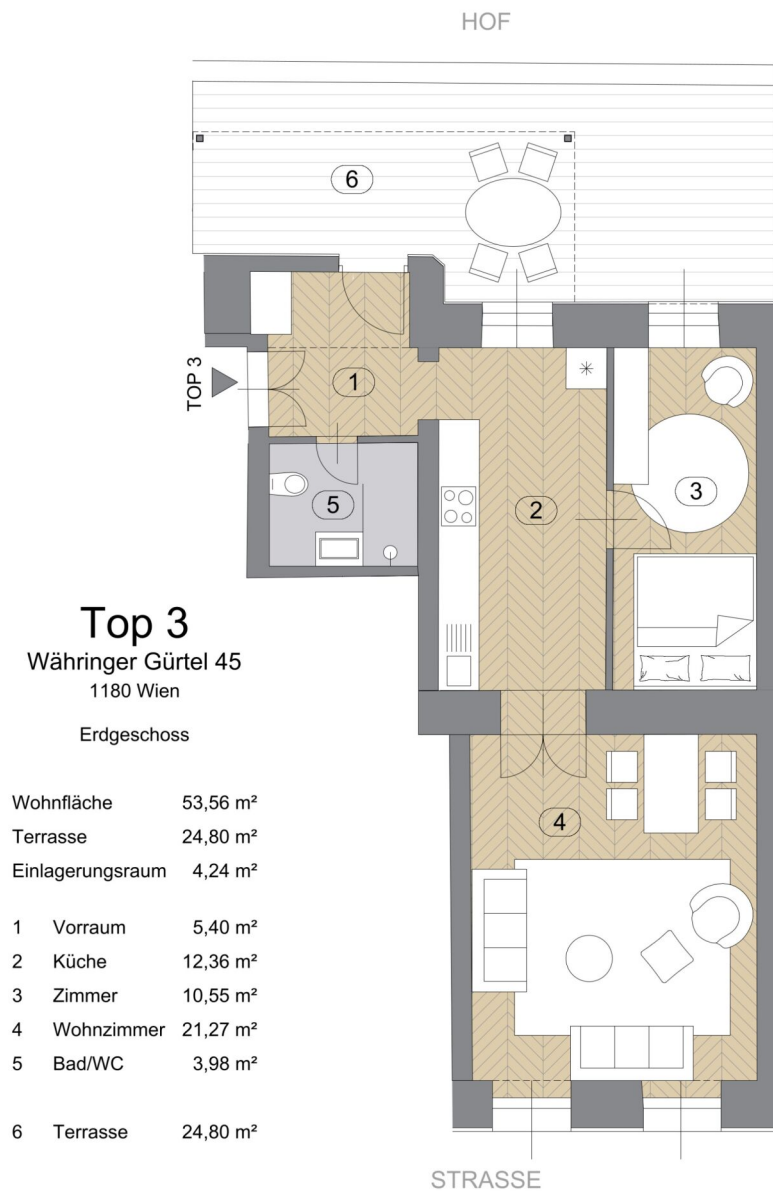 HOF
6
TOP 3
1
2
3
5
4
Top 3
Währinger Gürtel 45
1180 Wien
Erdgeschoss
Wohnfläche 53,56 m²
Terrasse 24,80 m²
Einlagerungsraum 4,24 m²
1 Vorraum 5,40 m²
2 Küche 12,36 m²
3 Zimmer 10,55 m²
4 Wohnzimmer 21,27 m²
5 Bad/WC 3,98 m²
6 Terrasse 24,80 m²
STRASSE